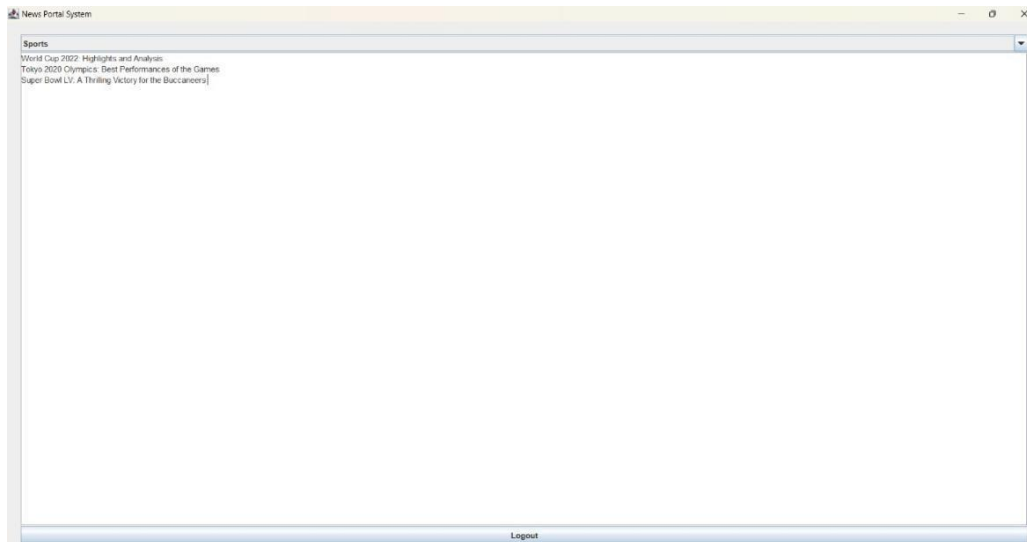 News Portal System
Sports
World Cup 2022: Highlights and Analysis
Tokyo 2020 Olympics: Best Performances of the Games
Super Bowl LV: A Thrilling Victory for the Buccaneers
Logout